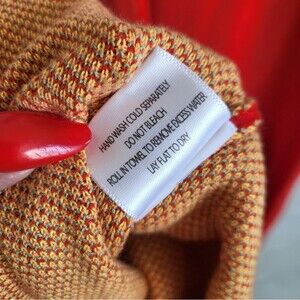 HAND WASH COLD SEPARATELY
DO NOT BLEACH
ROLL IN TOWEL TO REMOVE EXCESS WATER
LAY FLAT TO DRY